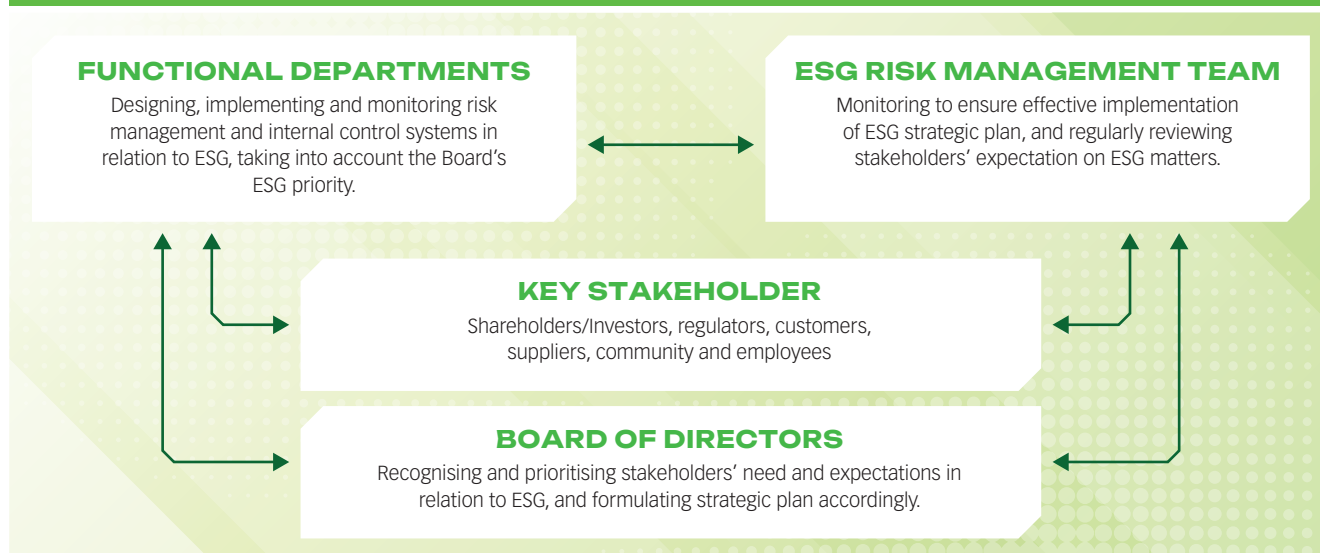 FUNCTIONAL DEPARTMENTS
Designing, implementing and monitoring risk
management and internal control systems in
relation to ESG, taking into account the Board's
ESG priority.
ESG RISK MANAGEMENT TEAM
Monitoring to ensure effective implementation
of ESG strategic plan, and regularly reviewing
stakeholders' expectation on ESG matters.
KEY STAKEHOLDER
Shareholders/Investors, regulators, customers,
suppliers, community and employees
BOARD OF DIRECTORS
Recognising and prioritising stakeholders' need and expectations in
relation to ESG, and formulating strategic plan accordingly.